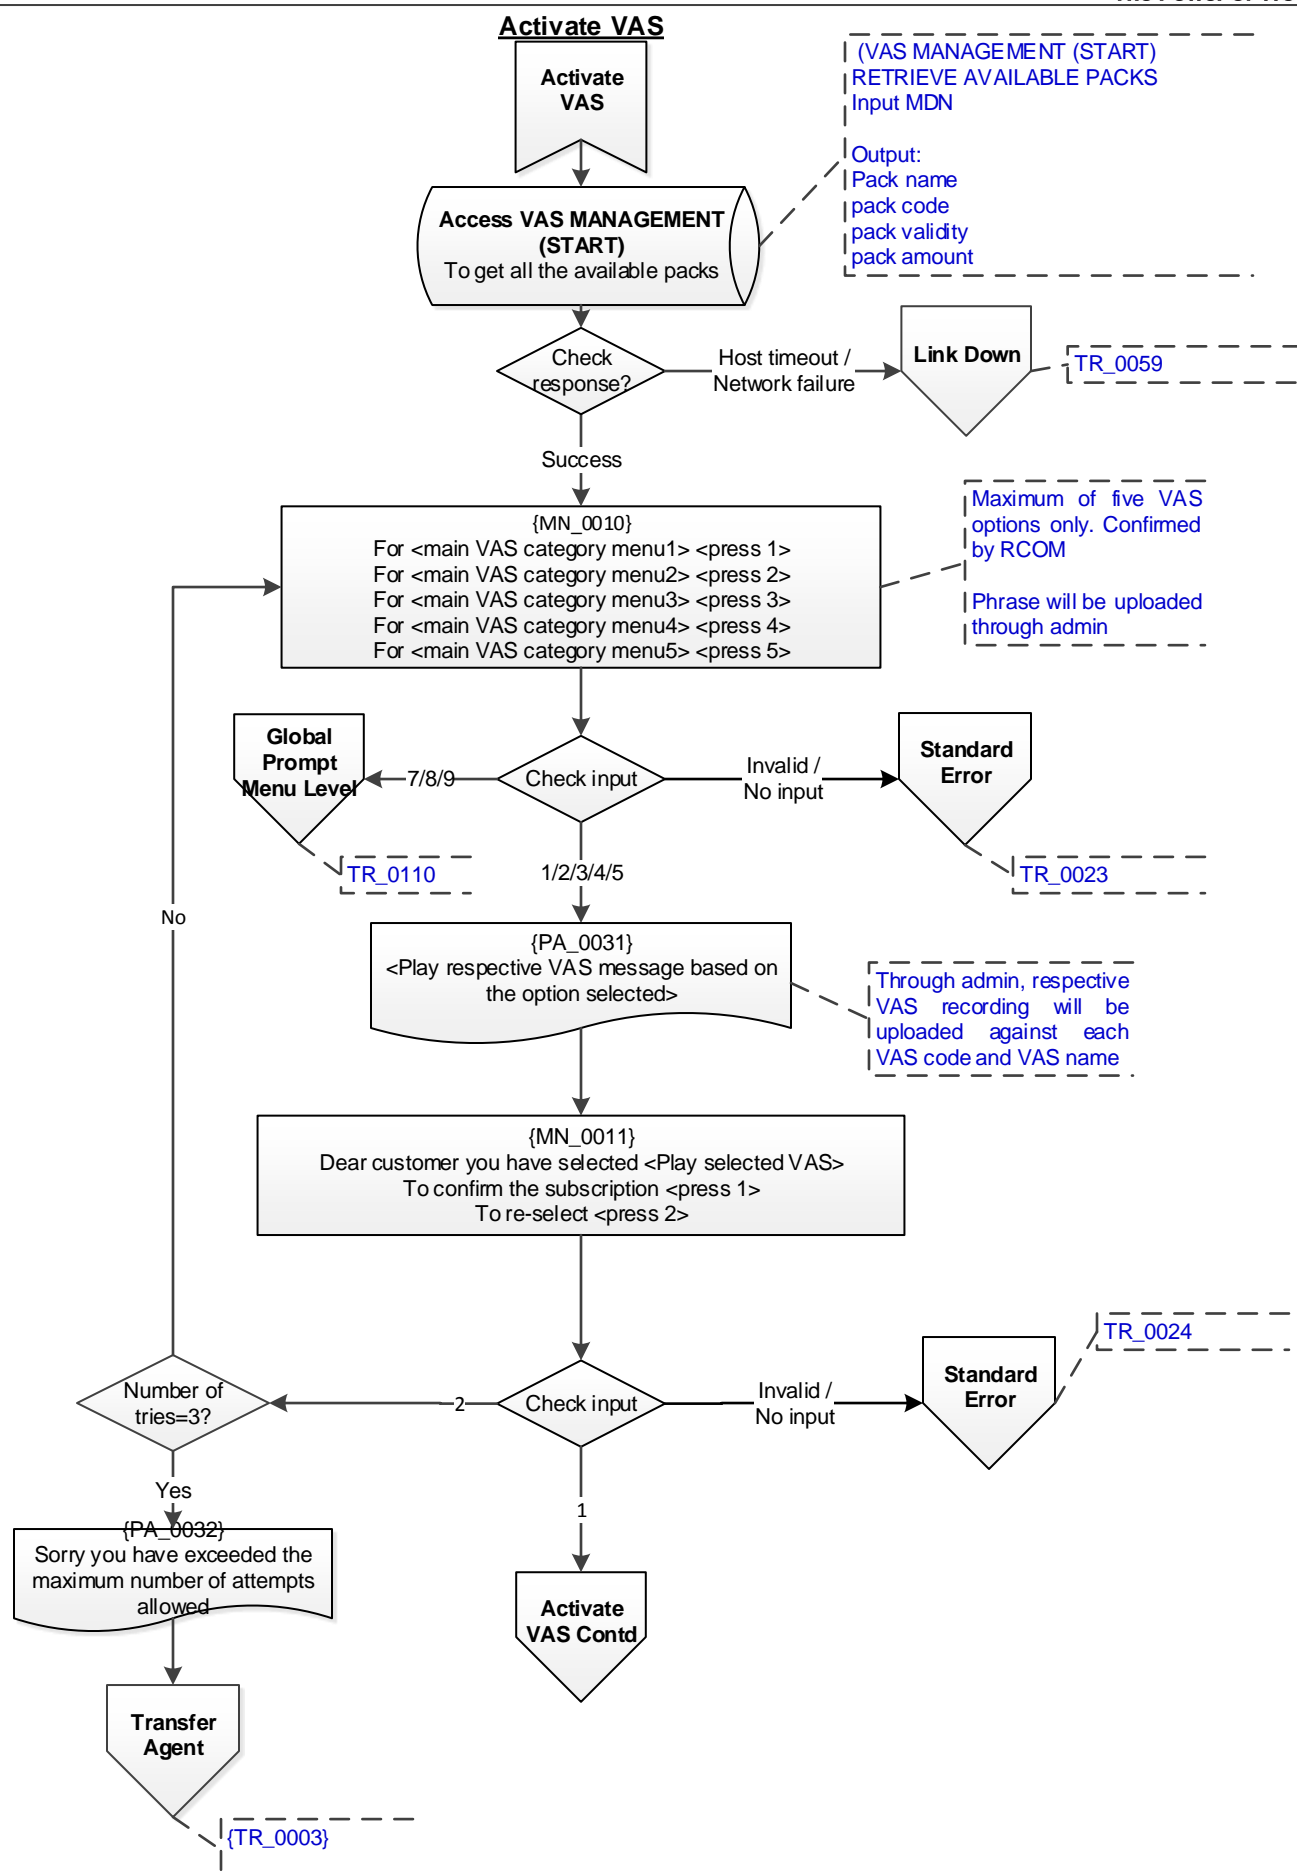 Activate VAS
Activate
VAS
(VAS MANAGEMENT (START)
RETRIEVE AVAILABLE PACKS
Input MDN
Output:
Pack name
pack code
pack validity
pack amount
Access VAS MANAGEMENT
(START)
To get all the available packs
Check
response?
Host timeout /
Network failure
Link Down
TR_0059
Success
{MN_0010}
For <main VAS category menu1> <press 1>
For <main VAS category menu2> <press 2>
For <main VAS category menu3> <press 3>
For <main VAS category menu4> <press 4>
For <main VAS category menu5> <press 5>
Maximum of five VAS
options only. Confirmed
by RCOM
Phrase will be uploaded
through admin
Global
Prompt
Menu Level
7/8/9
Check input
Invalid /
No input
Standard
Error
TR_0110
1/2/3/4/5
TR_0023
No
{PA_0031}
<Play respective VAS message based on
the option selected>
Through admin, respective
VAS recording will be
uploaded against each
VAS code and VAS name
{MN_0011}
Dear customer you have selected <Play selected VAS>
To confirm the subscription <press 1>
To re-select <press 2>
TR_0024
Number of
tries=3?
2
Check input
Invalid /
No input
Standard
Error
Yes
1
{PA_0032}
Sorry you have exceeded the
maximum number of attempts
allowed
Activate
VAS Contd
Transfer
Agent
{TR_0003}